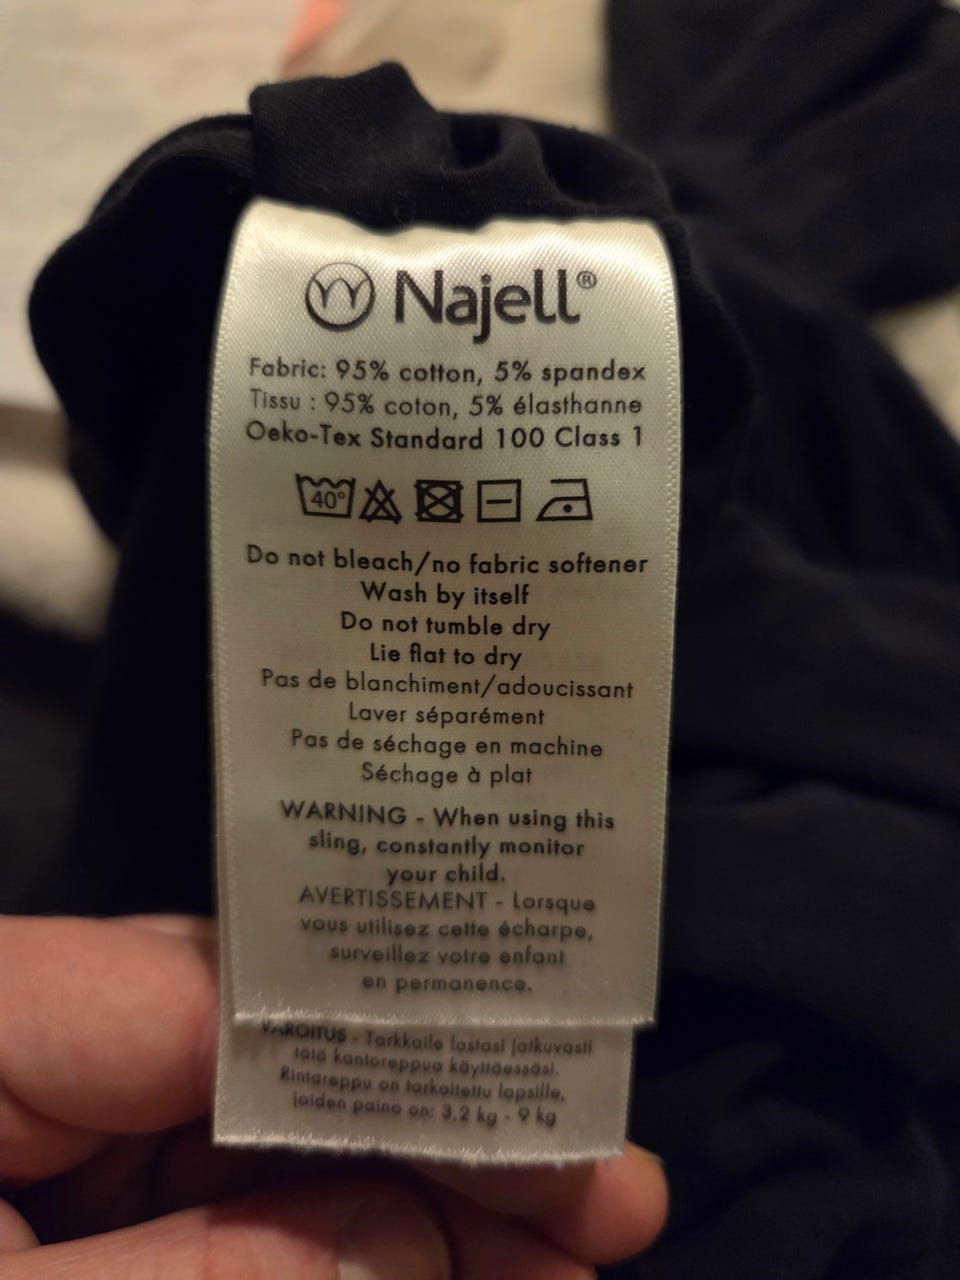 Najell®
Fabric: 95% cotton, 5% spandex
Tissu : 95% coton, 5% élasthanne
Oeko-Tex Standard 100 Class 1
40°
Do not bleach/no fabric softener
Wash by itself
Do not tumble dry
Lie flat to dry
Pas de blanchiment/adoucissant
Laver séparément
Pas de séchage en machine
Séchage à plat
WARNING - When using this
sling, constantly monitor
your child.
AVERTISSEMENT - Lorsque
vous utilisez cette écharpe,
surveillez votre enfant
en permanence.
VAROITUS - Tarkkaile lastasi jatkuvasti
tätä kantoreppua käyttäessäsi.
Rintareppu on tarkoitettu lapsille,
joiden paino on: 3,2 kg - 9 kg